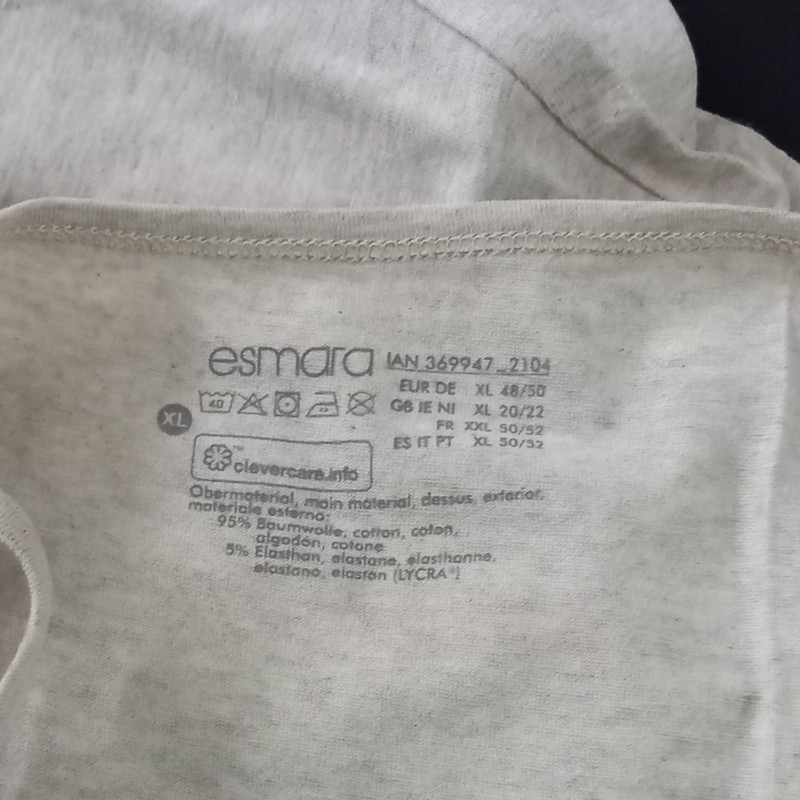 esmara
IAN 369947_2104
EUR DE XL 48/50
GB IE NI XL 20/22
FR XXL 50/52
ES IT PT XL 50/52
40
XL
clevercare.info
Obermaterial, main material, dessus, exterior,
materiale esterno:
95% Baumwolle, cotton, coton,
algodón, cotone
5% Elasthan, elastane, élasthanne,
elastano, elastan (LYCRA®)